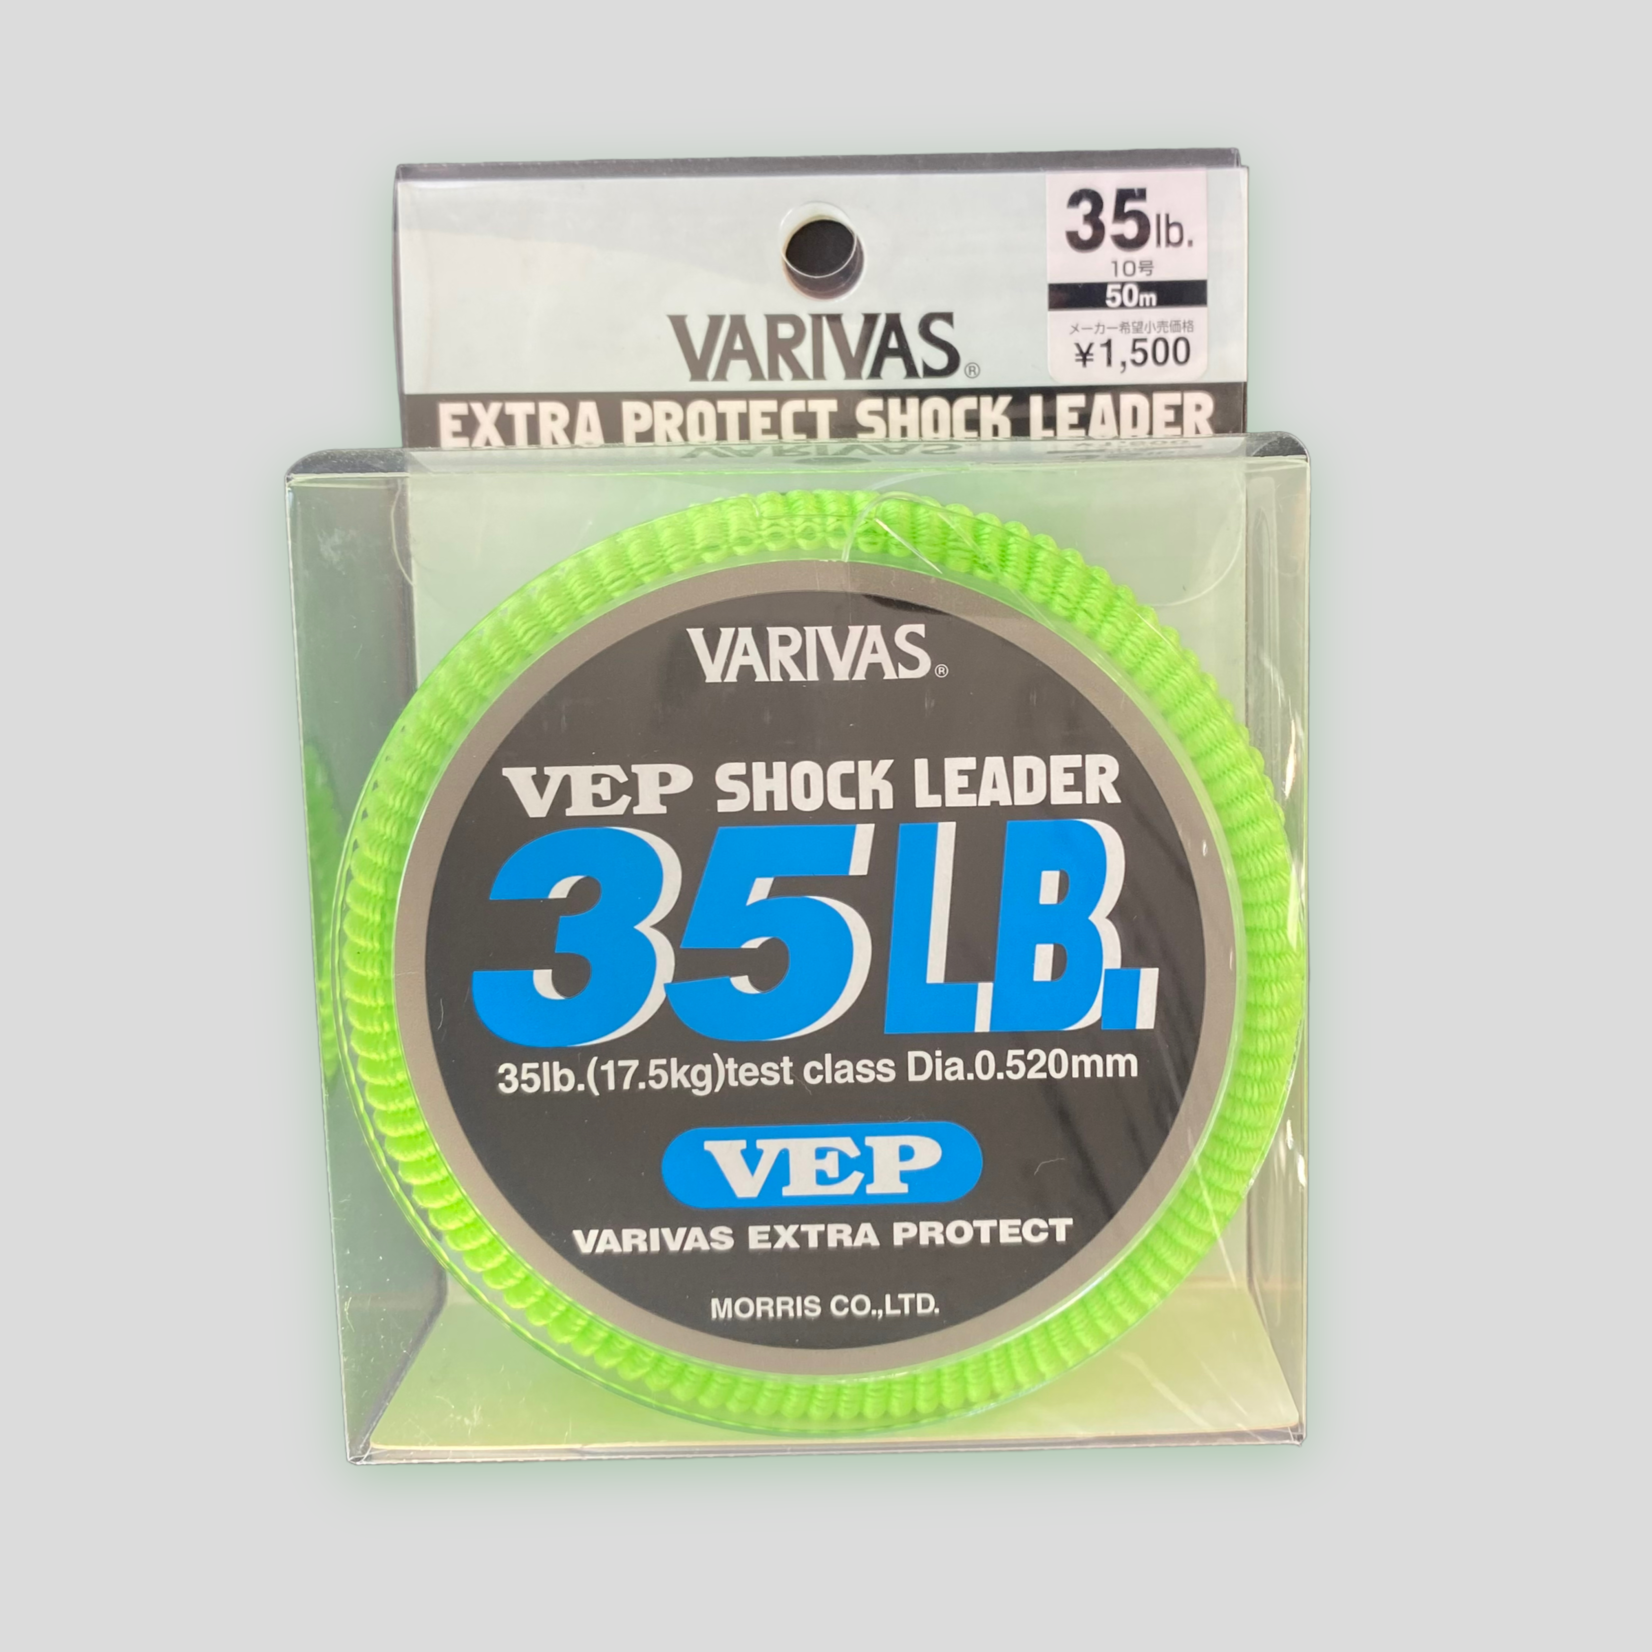 35lb.
10号
50m
メーカー希望小売価格
¥1,500
VARIVAS®
EXTRA PROTECT SHOCK LEADER
VARIVAS®
VEP SHOCK LEADER
35LB.
35lb.(17.5kg)test class Dia.0.520mm
VEP
VARIVAS EXTRA PROTECT
MORRIS CO.,LTD.